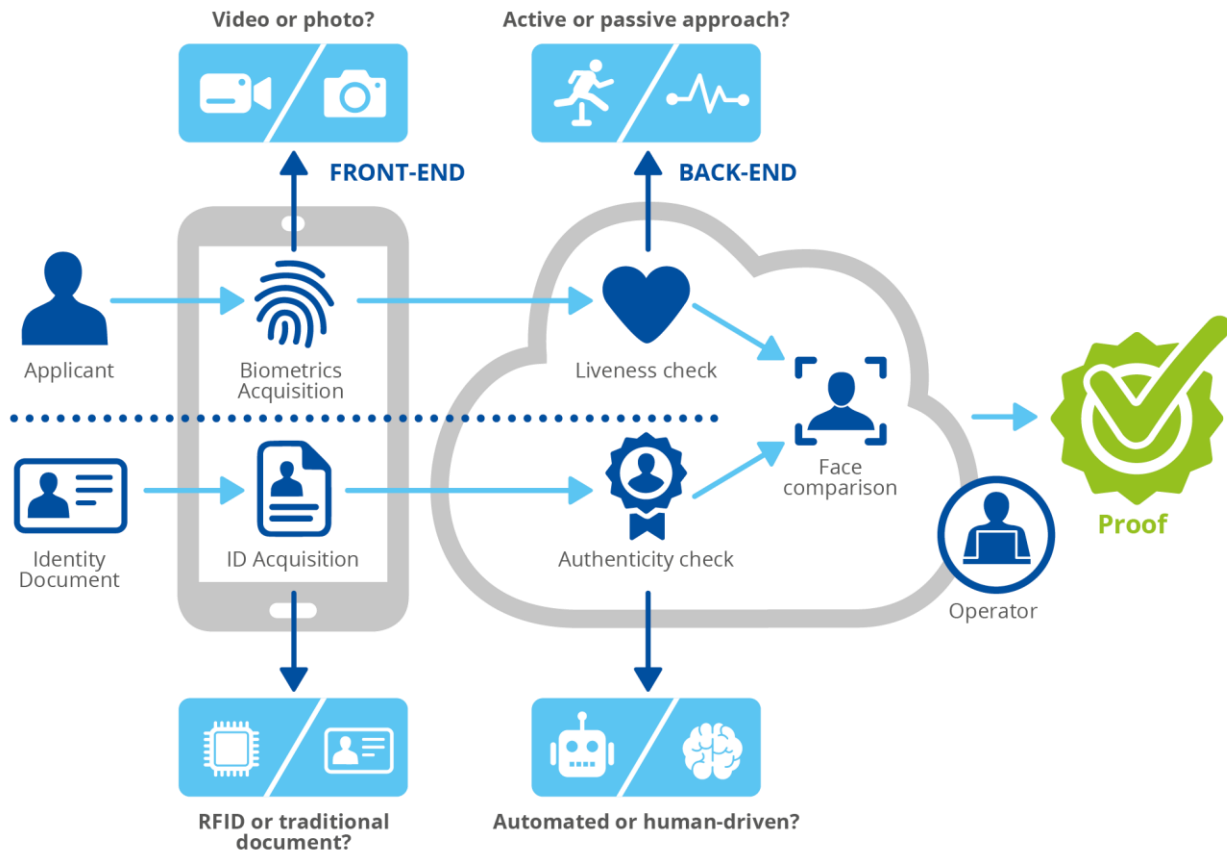 Video or photo?
Active or passive approach?
FRONT-END
BACK-END
Applicant
Biometrics
Acquisition
Liveness check
Face
comparison
Identity
Document
ID Acquisition
Authenticity check
Proof
Operator
RFID or traditional
document?
Automated or human-driven?